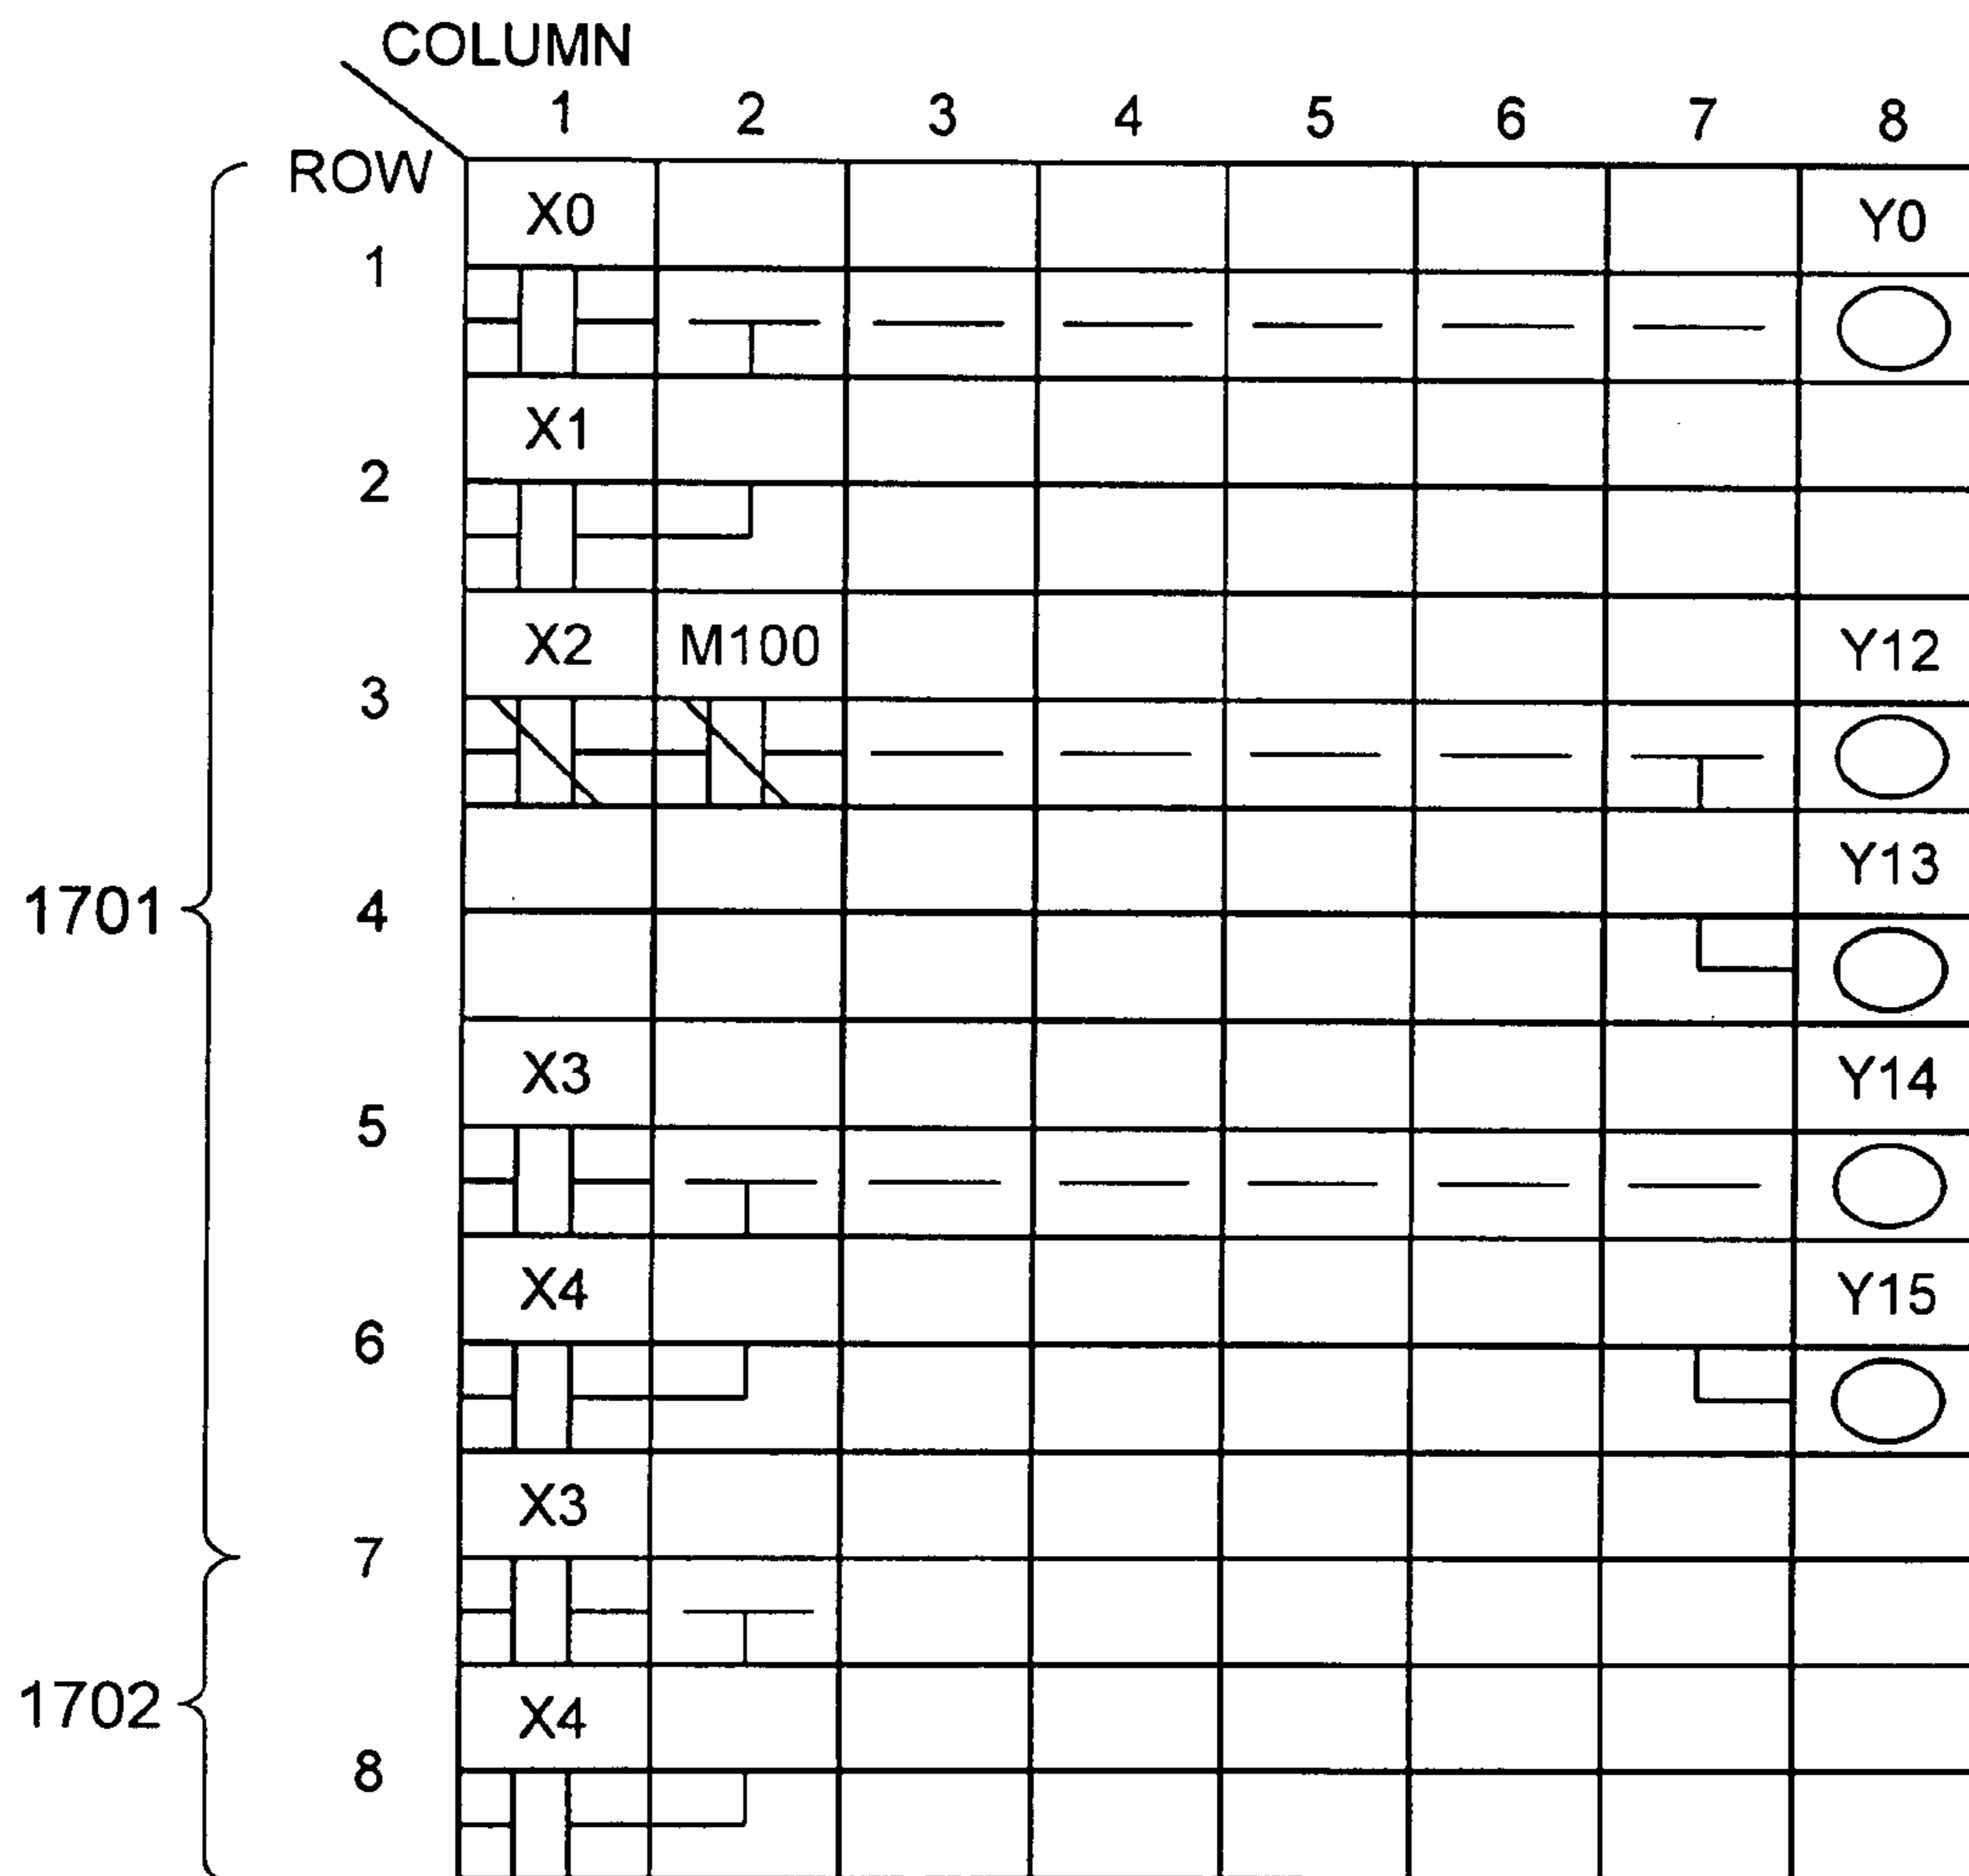 COLUMN
1 2 3 4 5 6 7 8
ROW
X0 Y0
1
X1
2
X2 M100 Y12
3
Y13
1701 4
X3 Y14
5
X4 Y15
6
X3
7
1702 X4
8